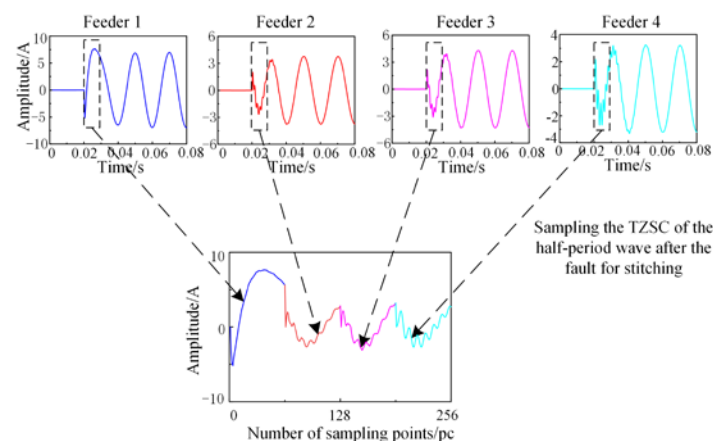 Feeder 1 Feeder 2 Feeder 3 Feeder 4
Amplitude/A
10
5
0
−5
−10
0 0.02 0.04 0.06 0.08
Time/s
6
3
0
−3
−6
0 0.02 0.04 0.06 0.08
Time/s
6
3
0
−3
−6
0 0.02 0.04 0.06 0.08
Time/s
4
2
0
−2
−4
0 0.02 0.04 0.06 0.08
Time/s
Sampling the TZSC of the
half-period wave after the
fault for stitching
Amplitude/A
10
0
−10
0 128 256
Number of sampling points/pc